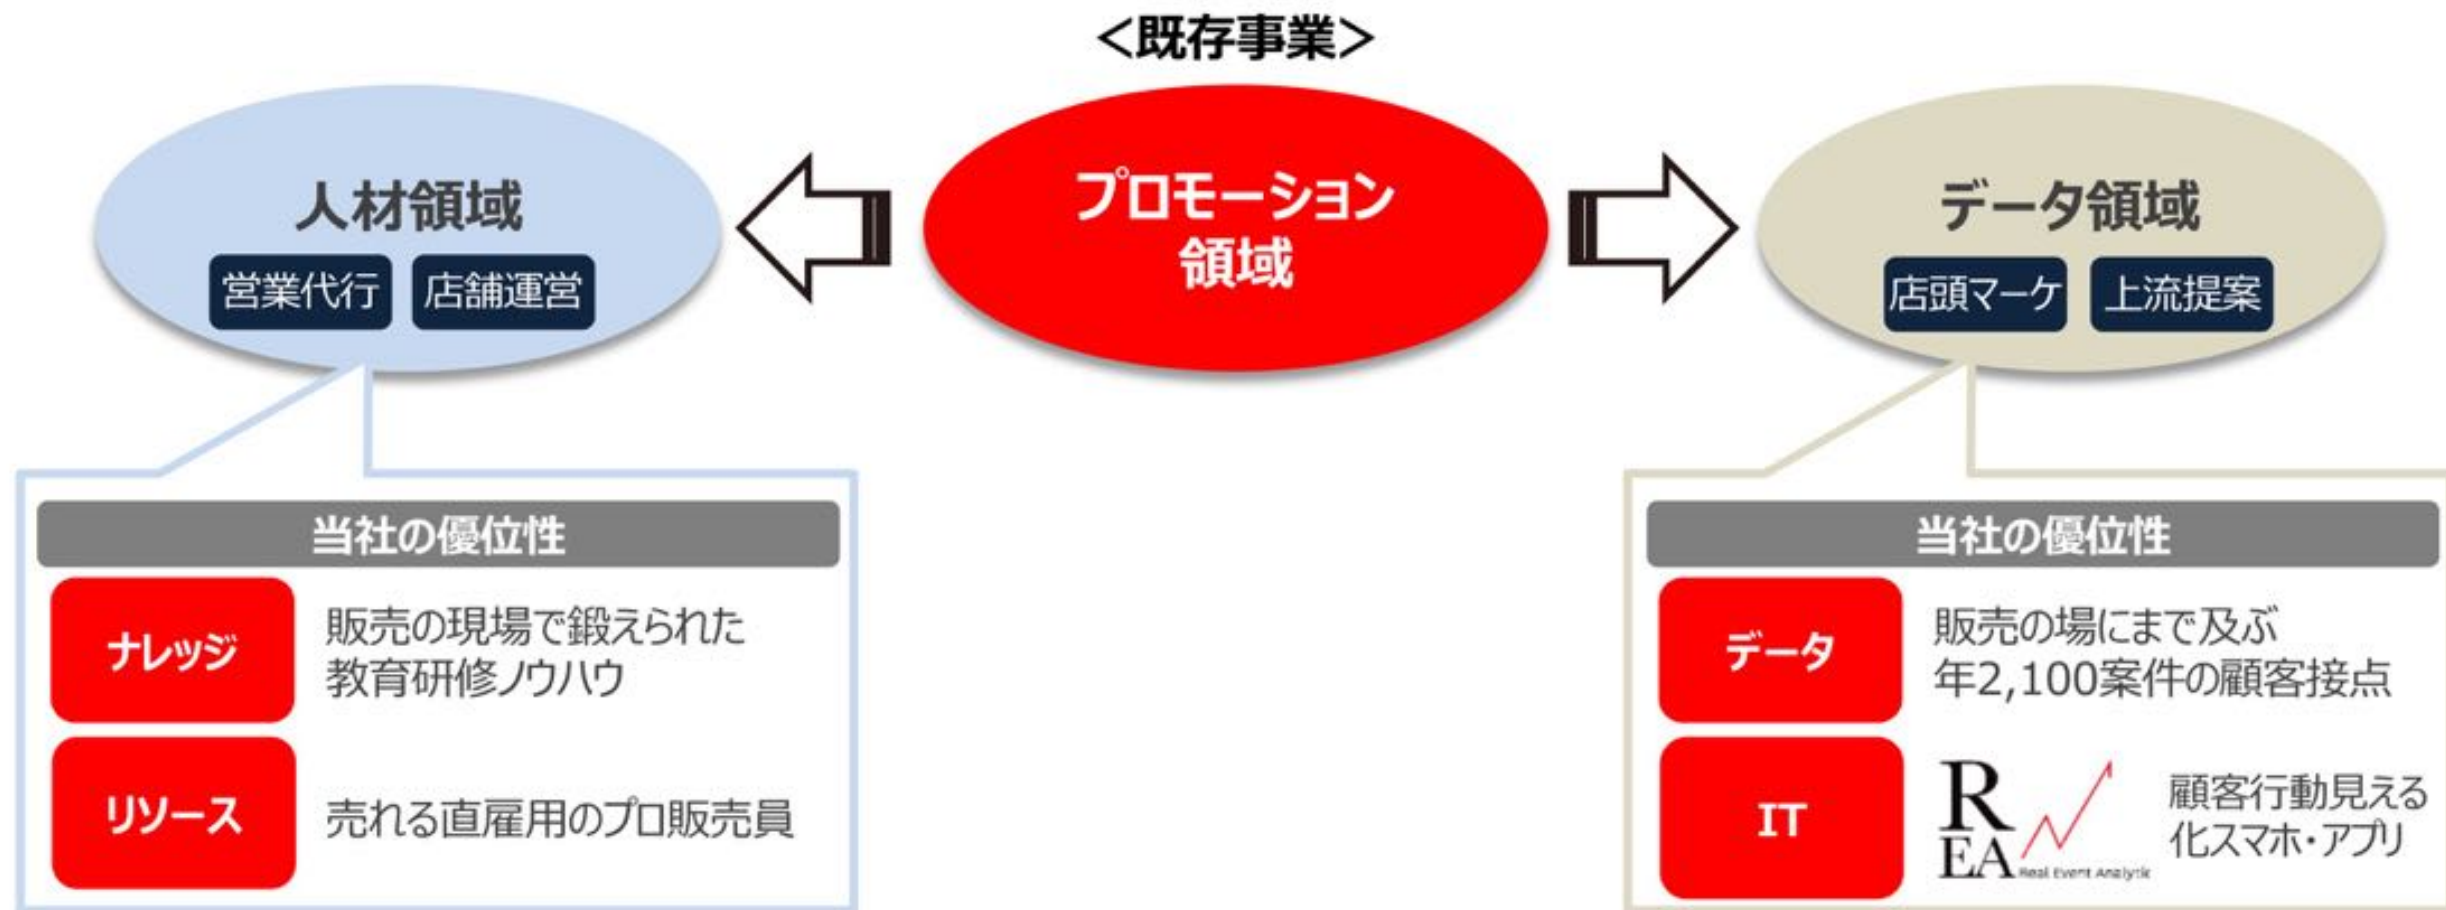 ＜既存事業＞
人材領域
営業代行 店舗運営
プロモーション
領域
データ領域
店頭マーケ 上流提案
当社の優位性
ナレッジ
販売の現場で鍛えられた
教育研修ノウハウ
リソース
売れる直雇用のプロ販売員
当社の優位性
データ
販売の場にまで及ぶ
年2,100案件の顧客接点
IT
R
EA
Real Event Analytic
顧客行動見える
化スマホ・アプリ